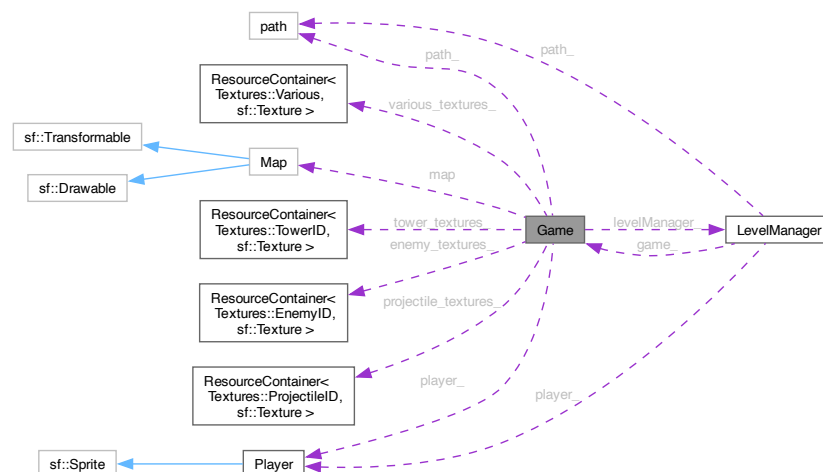 path
path_
path_
ResourceContainer<
Textures::Various,
sf::Texture >
various_textures_
sf::Transformable
Map
map
sf::Drawable
ResourceContainer<
Textures::TowerID,
sf::Texture >
tower_textures
Game
levelManager_
LevelManager
enemy_textures_
game_
ResourceContainer<
Textures::EnemyID,
sf::Texture >
projectile_textures_
ResourceContainer<
Textures::ProjectileID,
sf::Texture >
player_
player_
sf::Sprite
Player